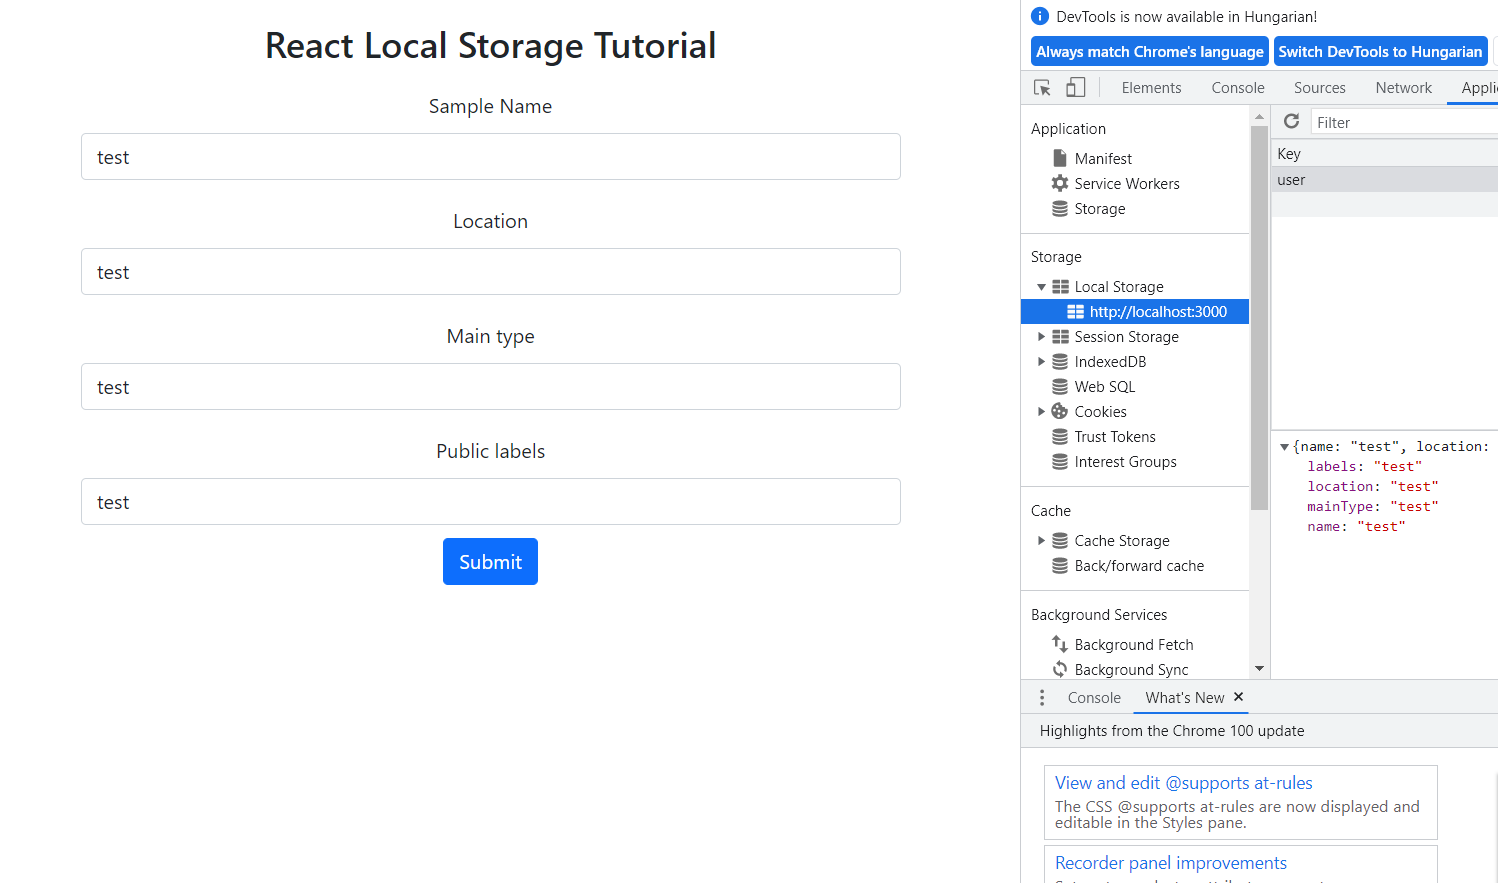 React Local Storage Tutorial
Sample Name
test
Location
test
Main type
test
Public labels
test
Submit
DevTools is now available in Hungarian!
Always match Chrome's language
Switch DevTools to Hungarian
Elements Console Sources Network Appli
Application
Manifest
Service Workers
Storage
Storage
Local Storage
http://localhost:3000
Session Storage
IndexedDB
Web SQL
Cookies
Trust Tokens
Interest Groups
Cache
Cache Storage
Back/forward cache
Background Services
Background Fetch
Background Sync
Filter
Key
user
{name: "test", location:
labels: "test"
location: "test"
mainType: "test"
name: "test"
Console What's New
Highlights from the Chrome 100 update
View and edit @supports at-rules
The CSS @supports at-rules are now displayed and
editable in the Styles pane.
Recorder panel improvements